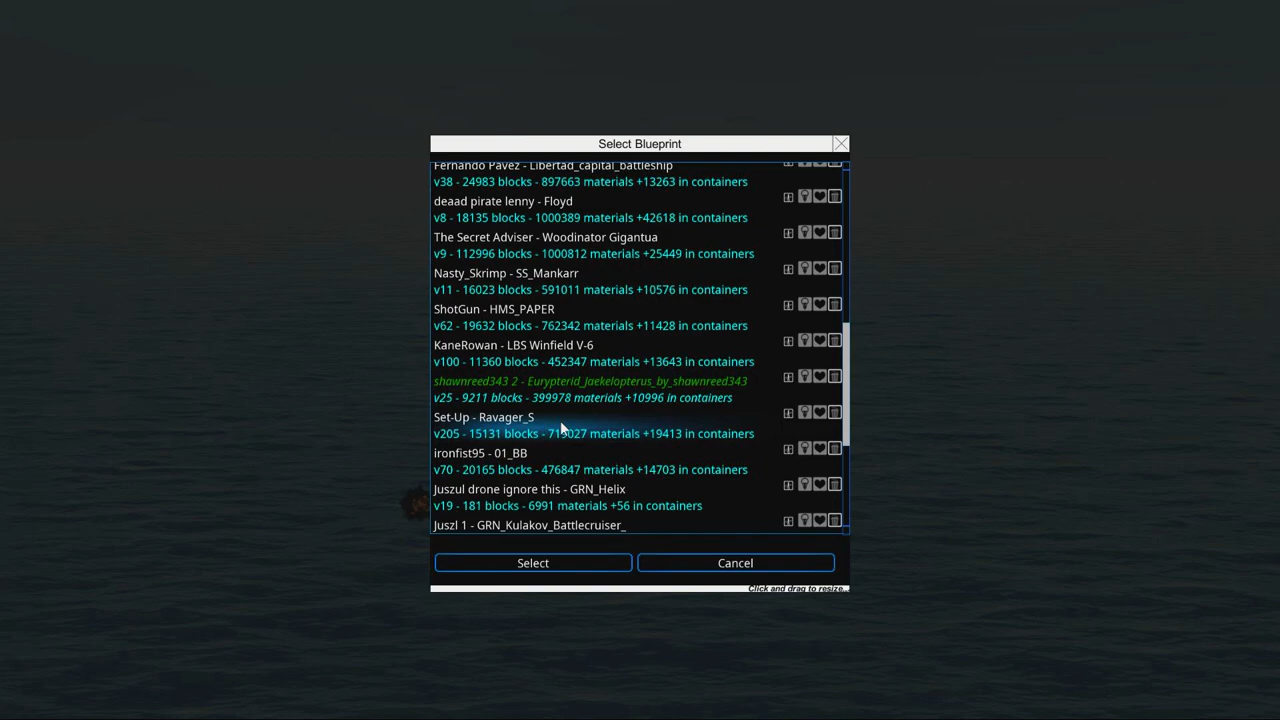 Select Blueprint
Fernando Pavez - Libertad_capital_battleship
v38 - 24983 blocks - 897663 materials +13263 in containers
deaad pirate lenny - Floyd
v8 - 18135 blocks - 1000389 materials +42618 in containers
The Secret Adviser - Woodinator Gigantua
v9 - 112996 blocks - 1000812 materials +25449 in containers
Nasty_Skrimp - SS_Mankarr
v11 - 16023 blocks - 591011 materials +10576 in containers
ShotGun - HMS_PAPER
v62 - 19632 blocks - 762342 materials +11428 in containers
KaneRowan - LBS Winfield V-6
v100 - 11360 blocks - 452347 materials +13643 in containers
shawnreed343 2 - Eurypterid_Jaekelopterus_by_shawnreed343
v25 - 9211 blocks - 399978 materials +10996 in containers
Set-Up - Ravager_S
v205 - 15131 blocks - materials +19413 in containers
ironfist95 - 01_BB
v70 - 20165 blocks - 476847 materials +14703 in containers
Juszul drone ignore this - GRN_Helix
v19 - 181 blocks - 6991 materials +56 in containers
Juszl 1 - GRN_Kulakov_Battlecruiser_
Select
Cancel
Click and drag to resize...